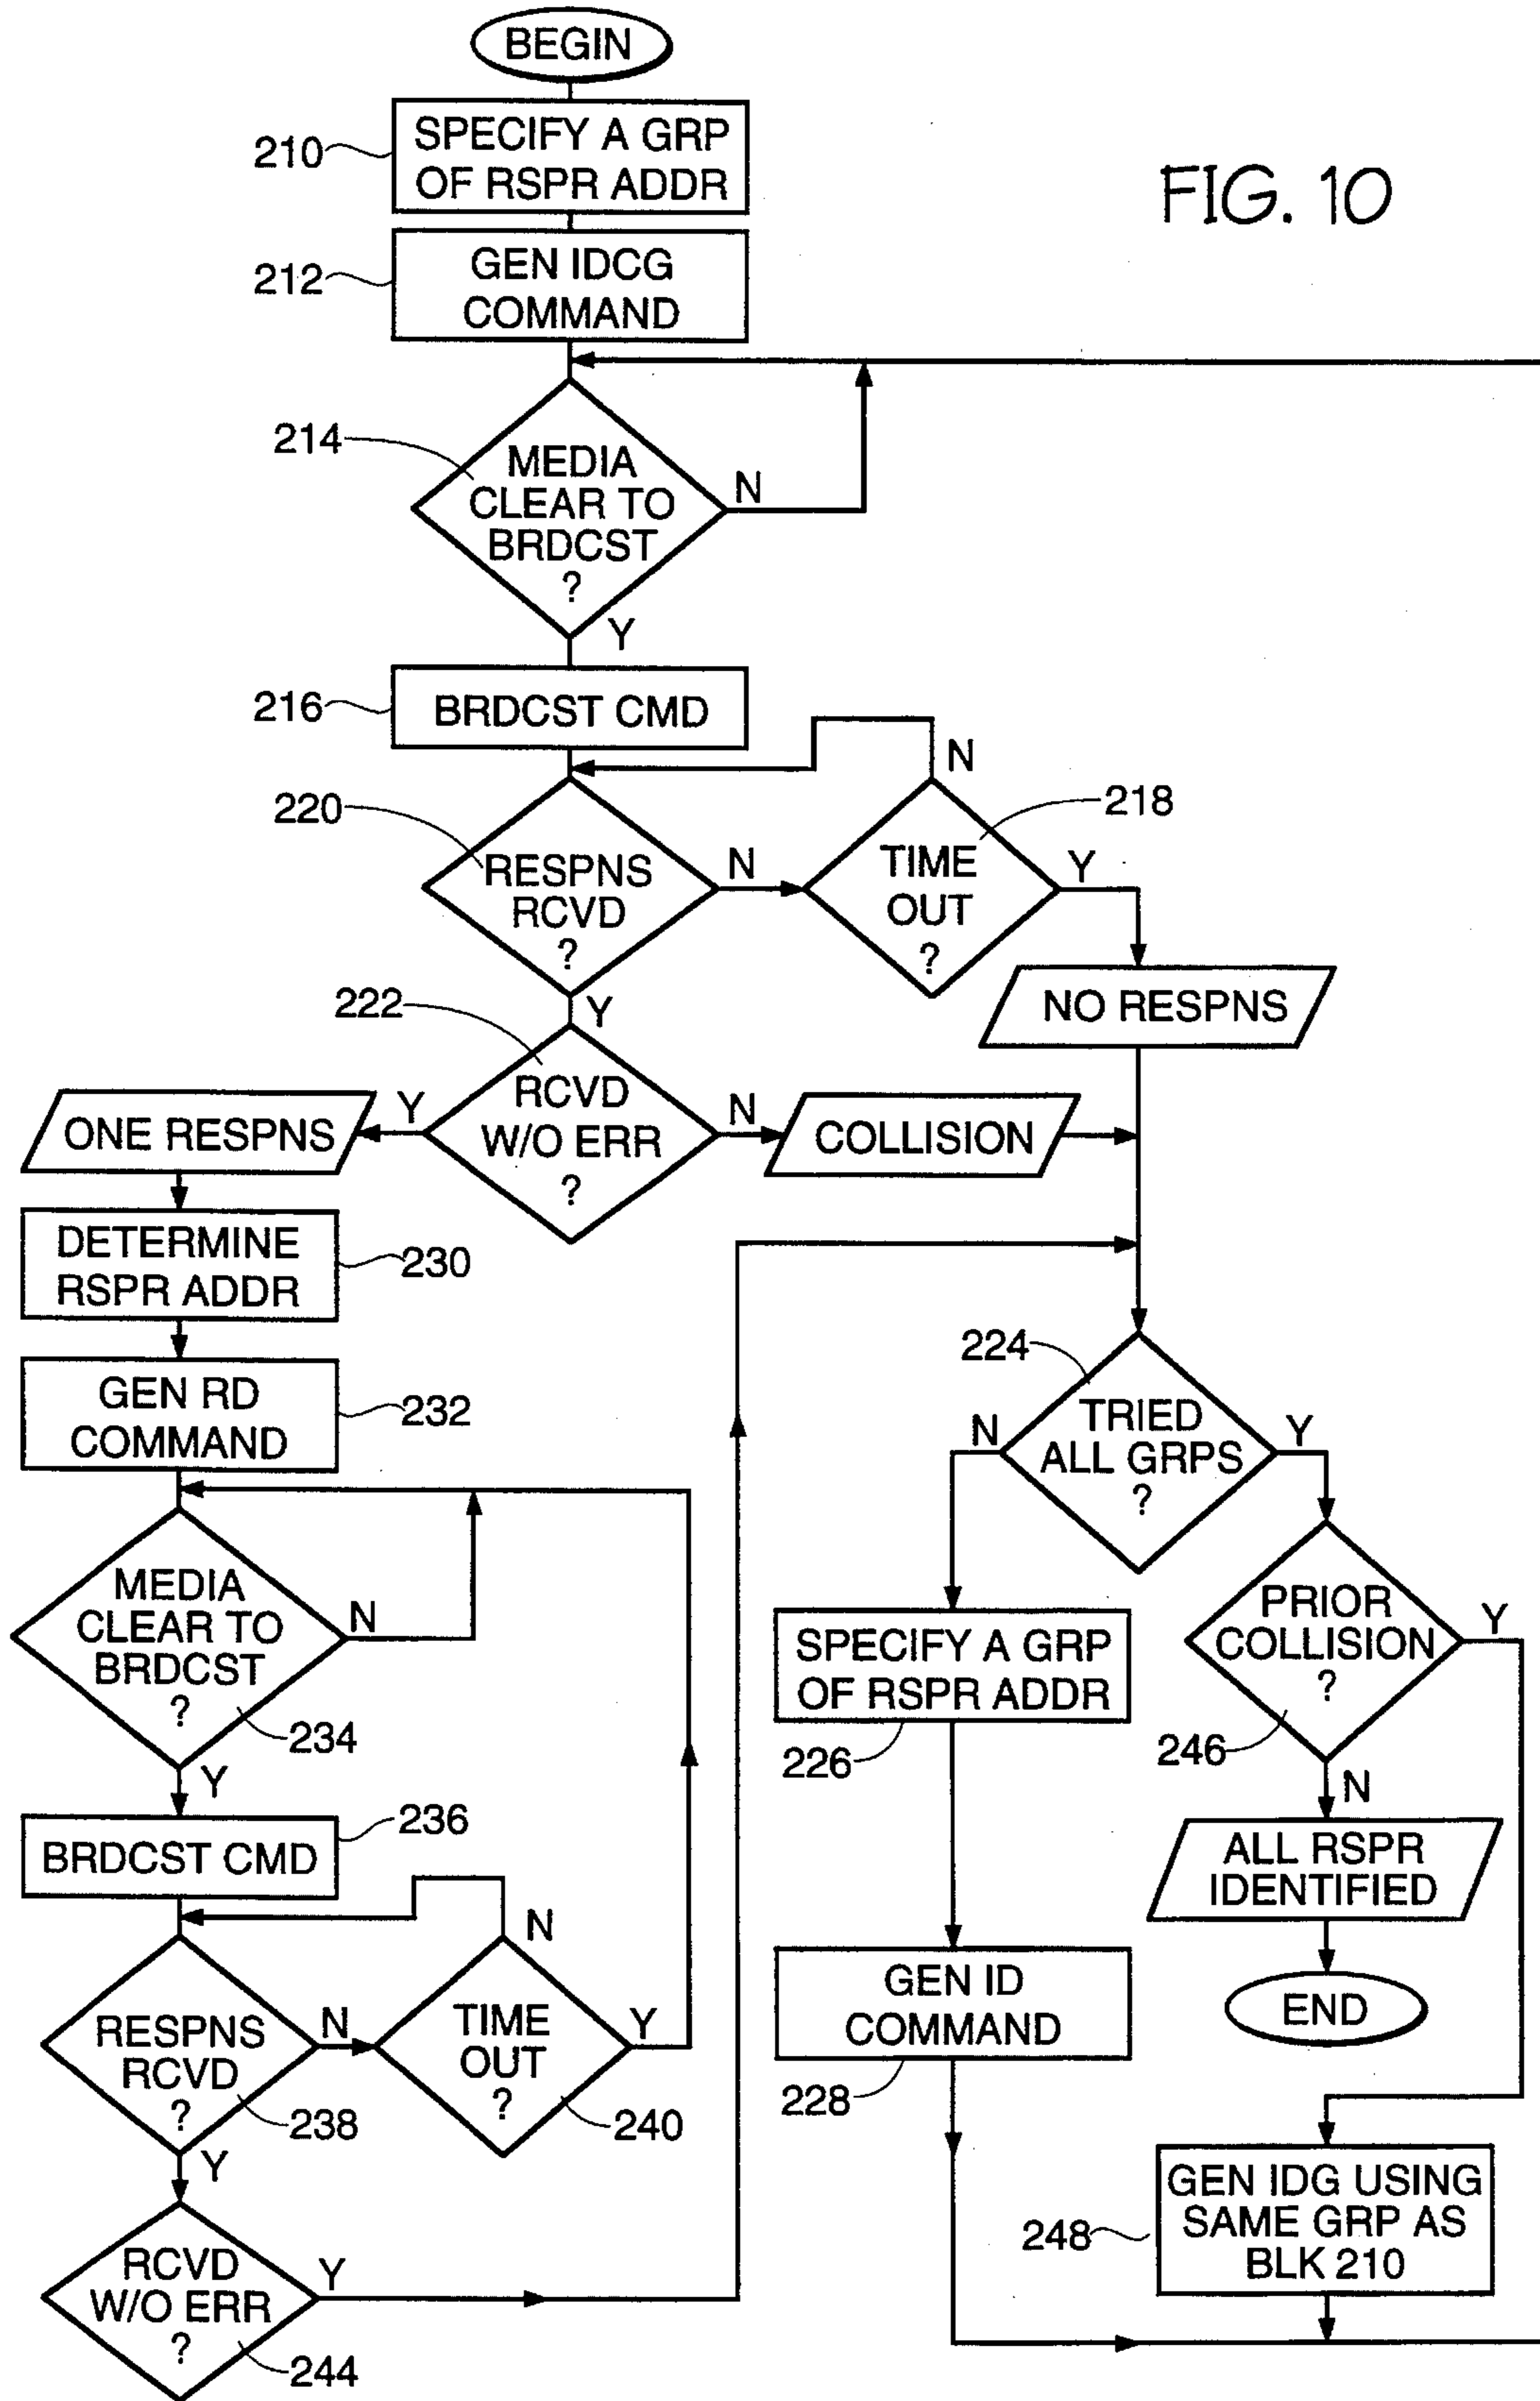 BEGIN
210
SPECIFY A GRP
OF RSPR ADDR
FIG. 10
212
GEN IDCG
COMMAND
214
MEDIA
CLEAR TO
BRDCST
?
N
Y
216
BRDCST CMD
220
RESPNS
RCVD
?
N
Y
218
TIME
OUT
?
N
Y
NO RESPNS
222
RCVD
W/O ERR
?
Y
N
ONE RESPNS
COLLISION
DETERMINE
RSPR ADDR
230
GEN RD
COMMAND
232
MEDIA
CLEAR TO
BRDCST
?
N
234
Y
BRDCST CMD
236
RESPNS
RCVD
?
N
238
Y
TIME
OUT
?
N
Y
240
RCVD
W/O ERR
?
Y
244
224
TRIED
ALL GRPS
?
N
Y
SPECIFY A GRP
OF RSPR ADDR
226
GEN ID
COMMAND
228
PRIOR
COLLISION
?
Y
246
N
ALL RSPR
IDENTIFIED
END
248
GEN IDG USING
SAME GRP AS
BLK 210